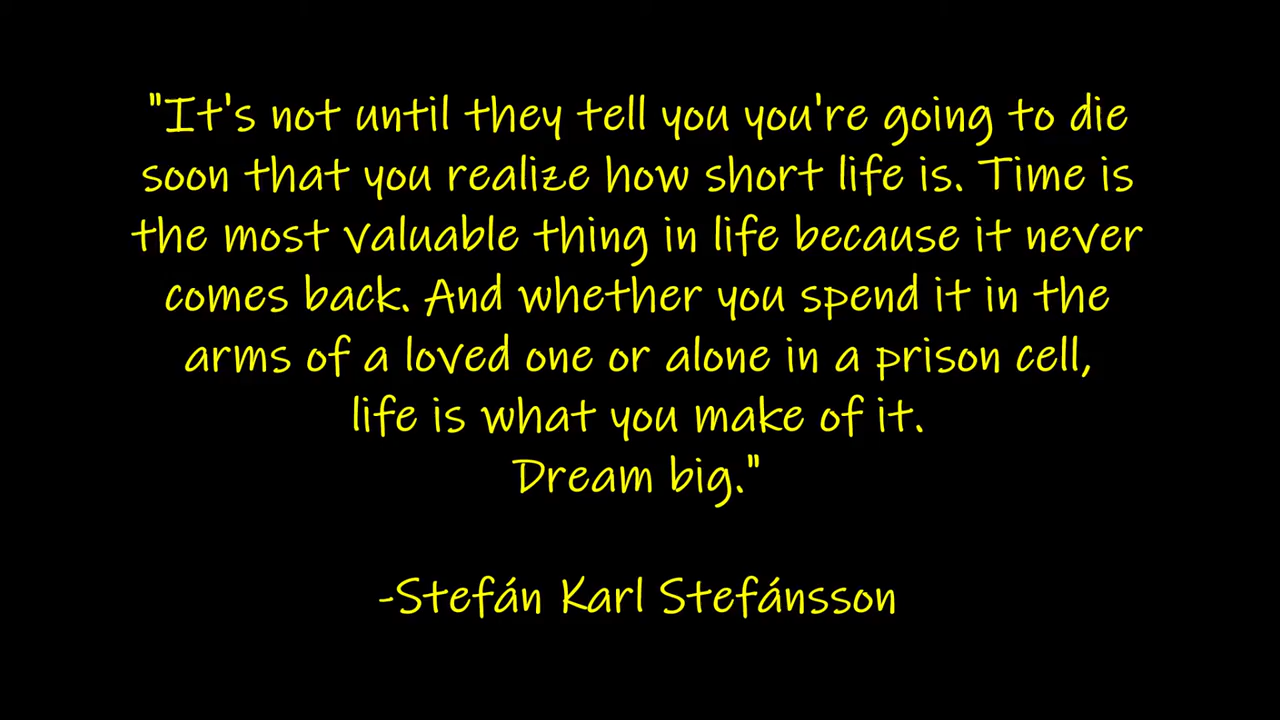 "It's not until they tell you you're going to die
soon that you realize how short life is. Time is
the most valuable thing in life because it never
comes back. And whether you spend it in the
arms of a loved one or alone in a prison cell,
life is what you make of it.
Dream big."
-Stefán Karl Stefánsson